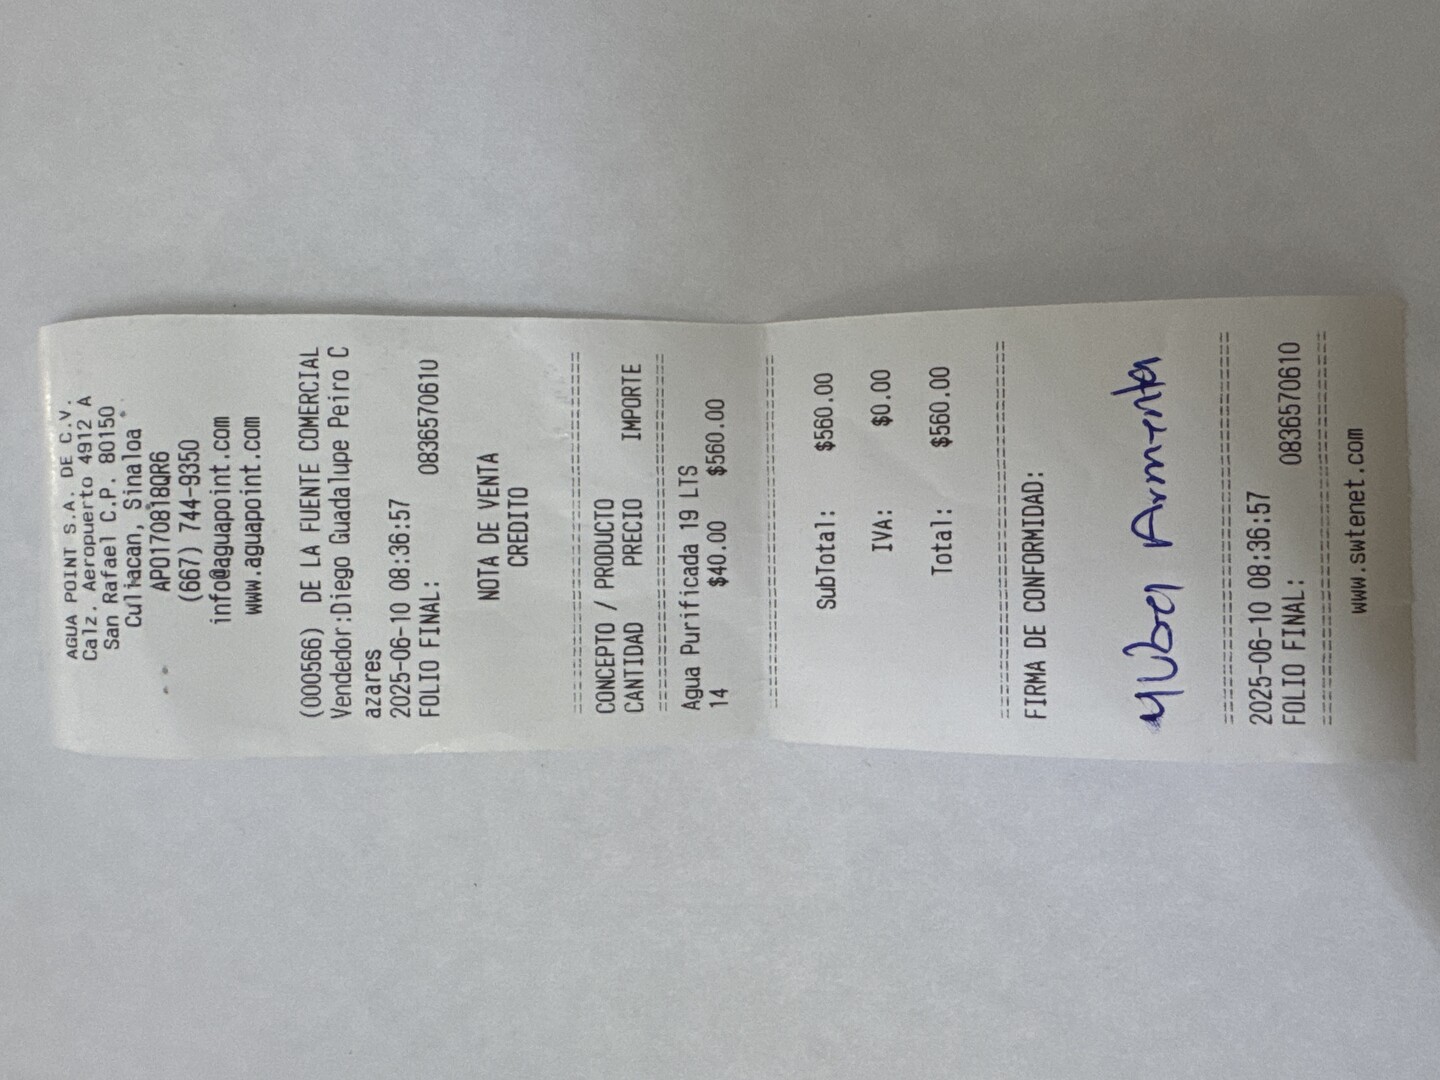 AGUA POINT S.A. DE C.V.
Calz. Aeropuerto 4912 A
San Rafael C.P. 80150
Culiacan, Sinaloa
APO170818QR6
(667) 744-9350
info@aguapoint.com
www.aguapoint.com
(000566) DE LA FUENTE COMERCIAL
Vendedor:Diego Guadalupe Peiro C
azares
2025-06-10 08:36:57
FOLIO FINAL: 0836570610
NOTA DE VENTA
CREDITO
================================
CONCEPTO / PRODUCTO
CANTIDAD PRECIO IMPORTE
================================
Agua Purificada 19 LTS
14 $40.00 $560.00
================================
SubTotal: $560.00
IVA: $0.00
Total: $560.00
================================
FIRMA DE CONFORMIDAD:
Armenta
================================
2025-06-10 08:36:57
FOLIO FINAL: 0836570610
================================
www.swtenet.com